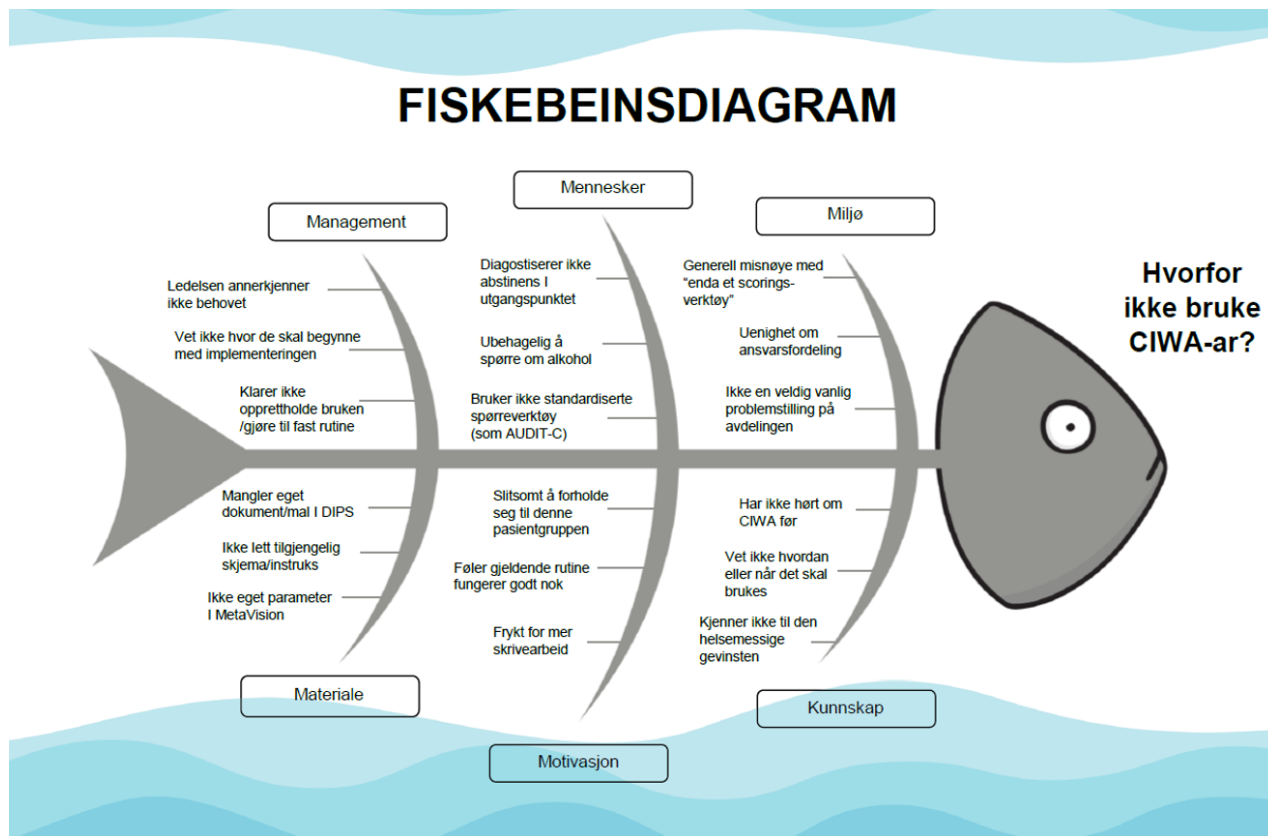 FISKEBEINSDIAGRAM
Management
Ledelsen annerkjenner
ikke behovet
Vet ikke hvor de skal begynne
med implementeringen
Klarer ikke
opprettholde bruken
/gjøre til fast rutine
Mennesker
Diagostiserer ikke
abstinens I
utgangspunktet
Ubehagelig å
spørre om alkohol
Bruker ikke standardiserte
spørreverktøy
(som AUDIT-C)
Miljø
Generell misnøye med
“enda et scorings-
verktøy”
Uenighet om
ansvarsfordeling
Ikke en veldig vanlig
problemstilling på
avdelingen
Hvorfor
ikke bruke
CIWA-ar?
Mangler eget
dokument/mal I DIPS
Ikke lett tilgjengelig
skjema/instruks
Ikke eget parameter
I MetaVision
Materiale
Slitsomt å forholde
seg til denne
pasientgruppen
Føler gjeldende rutine
fungerer godt nok
Frykt for mer
skrivearbeid
Motivasjon
Har ikke hørt om
CIWA før
Vet ikke hvordan
eller når det skal
brukes
Kjenner ikke til den
helsemessige
gevinsten
Kunnskap